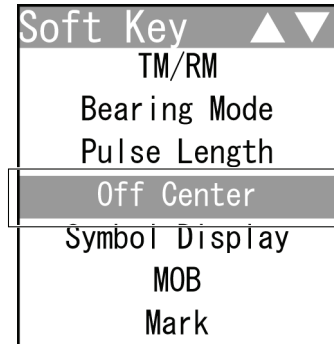 Soft Key ▲▼
TM/RM
Bearing Mode
Pulse Length
Off Center
Symbol Display
MOB
Mark